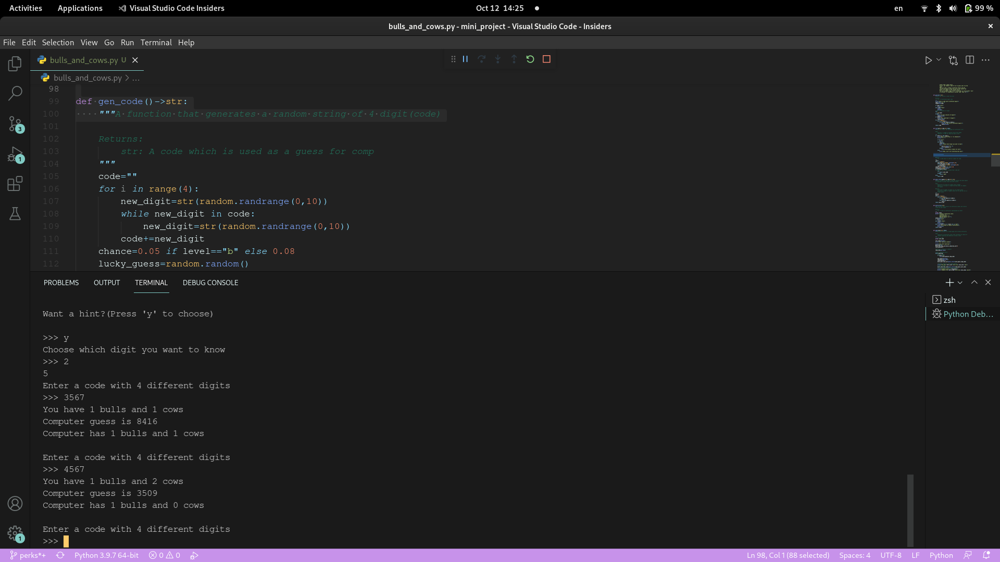 Activities Applications Visual Studio Code Insiders Oct 12 14:25 en 99 %
bulls_and_cows.py - mini_project - Visual Studio Code - Insiders
File Edit Selection View Go Run Terminal Help
bulls_and_cows.py U
bulls_and_cows.py > ...
98
99 def gen_code()->str:
100 """A function that generates a random string of 4 digit(code)
101
102 Returns:
103 str: A code which is used as a guess for comp
104 """
105 code=""
106 for i in range(4):
107 new_digit=str(random.randrange(0,10))
108 while new_digit in code:
109 new_digit=str(random.randrange(0,10))
110 code+=new_digit
111 chance=0.05 if level=="b" else 0.08
112 lucky_guess=random.random()
3
1
PROBLEMS OUTPUT TERMINAL DEBUG CONSOLE
zsh
Python Deb...
Want a hint?(Press 'y' to choose)
>>> y
Choose which digit you want to know
>>> 2
5
Enter a code with 4 different digits
>>> 3567
You have 1 bulls and 1 cows
Computer guess is 8416
Computer has 1 bulls and 1 cows
Enter a code with 4 different digits
>>> 4567
You have 1 bulls and 2 cows
Computer guess is 3509
Computer has 1 bulls and 0 cows
Enter a code with 4 different digits
>>>
1
perks*+ Python 3.9.7 64-bit 0 0 Ln 98, Col 1 (88 selected) Spaces: 4 UTF-8 LF Python